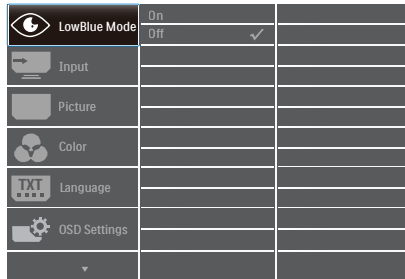 LowBlue Mode
On
Off
Input
Picture
Color
TXT
Language
OSD Settings